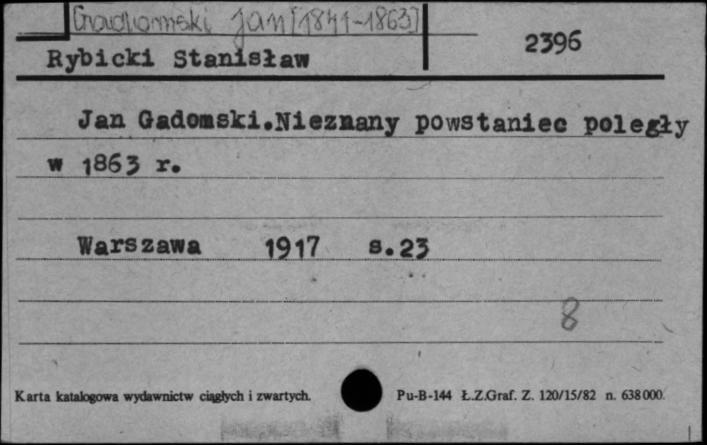 Gadomski Jan [1841-1863]
Rybicki Stanisław
2396
Jan Gadomski.Nieznany powstaniec poległy
w 1863 r.
Warszawa 1917 s.23
8
Karta katalogowa wydawnictw ciągłych i zwartych. Pu-B-144 Ł.Z.Graf. Z. 120/15/82 n. 638000.